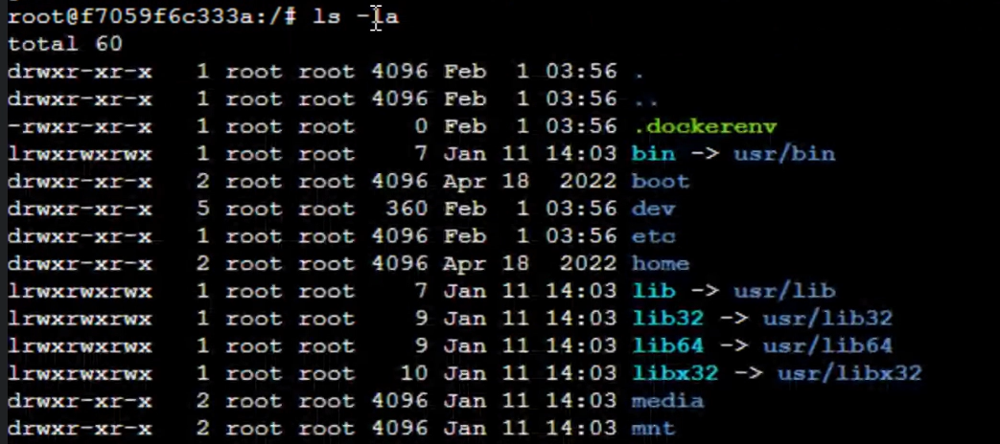 root@f7059f6c333a:/# ls -la
total 60
drwxr-xr-x   1 root root 4096 Feb  1 03:56 .
drwxr-xr-x   1 root root 4096 Feb  1 03:56 ..
-rwxr-xr-x   1 root root    0 Feb  1 03:56 .dockerenv
lrwxrwxrwx   1 root root    7 Jan 11 14:03 bin -> usr/bin
drwxr-xr-x   2 root root 4096 Apr 18  2022 boot
drwxr-xr-x   5 root root  360 Feb  1 03:56 dev
drwxr-xr-x   1 root root 4096 Feb  1 03:56 etc
drwxr-xr-x   2 root root 4096 Apr 18  2022 home
lrwxrwxrwx   1 root root    7 Jan 11 14:03 lib -> usr/lib
lrwxrwxrwx   1 root root    9 Jan 11 14:03 lib32 -> usr/lib32
lrwxrwxrwx   1 root root    9 Jan 11 14:03 lib64 -> usr/lib64
lrwxrwxrwx   1 root root   10 Jan 11 14:03 libx32 -> usr/libx32
drwxr-xr-x   2 root root 4096 Jan 11 14:03 media
drwxr-xr-x   2 root root 4096 Jan 11 14:03 mnt